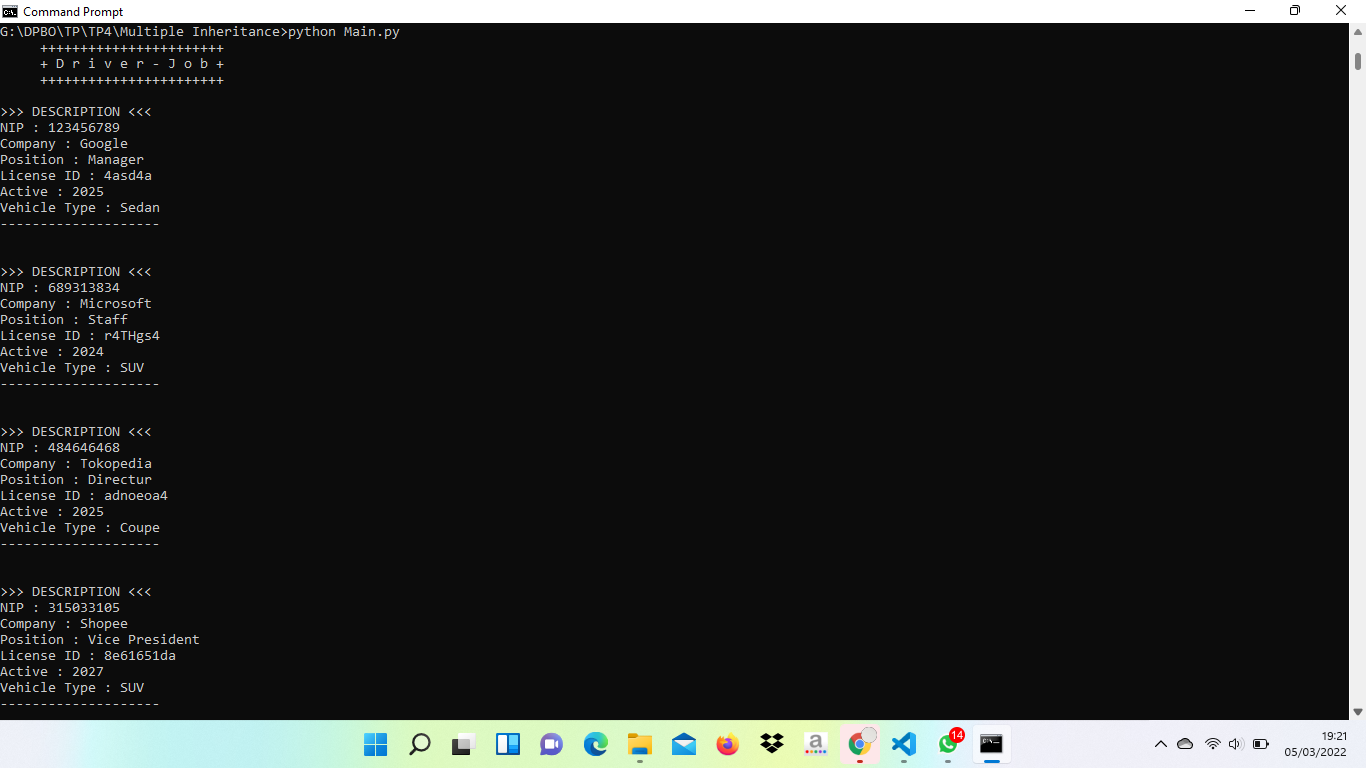 Command Prompt
G:\DPBO\TP\TP4\Multiple Inheritance>python Main.py
+++++++++++++++++++++++
+ D r i v e r - J o b +
+++++++++++++++++++++++
>>> DESCRIPTION <<<
NIP : 123456789
Company : Google
Position : Manager
License ID : 4asd4a
Active : 2025
Vehicle Type : Sedan
--------------------
>>> DESCRIPTION <<<
NIP : 689313834
Company : Microsoft
Position : Staff
License ID : r4THgs4
Active : 2024
Vehicle Type : SUV
--------------------
>>> DESCRIPTION <<<
NIP : 484646468
Company : Tokopedia
Position : Directur
License ID : adnoeoa4
Active : 2025
Vehicle Type : Coupe
--------------------
>>> DESCRIPTION <<<
NIP : 315033105
Company : Shopee
Position : Vice President
License ID : 8e61651da
Active : 2027
Vehicle Type : SUV
--------------------
a
14
19:21
05/03/2022